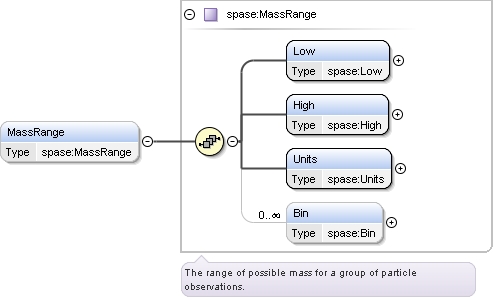 spase:MassRange
Low
Type spase:Low
High
Type spase:High
MassRange
Type spase:MassRange
Units
Type spase:Units
0..∞
Bin
Type spase:Bin
The range of possible mass for a group of particle
observations.